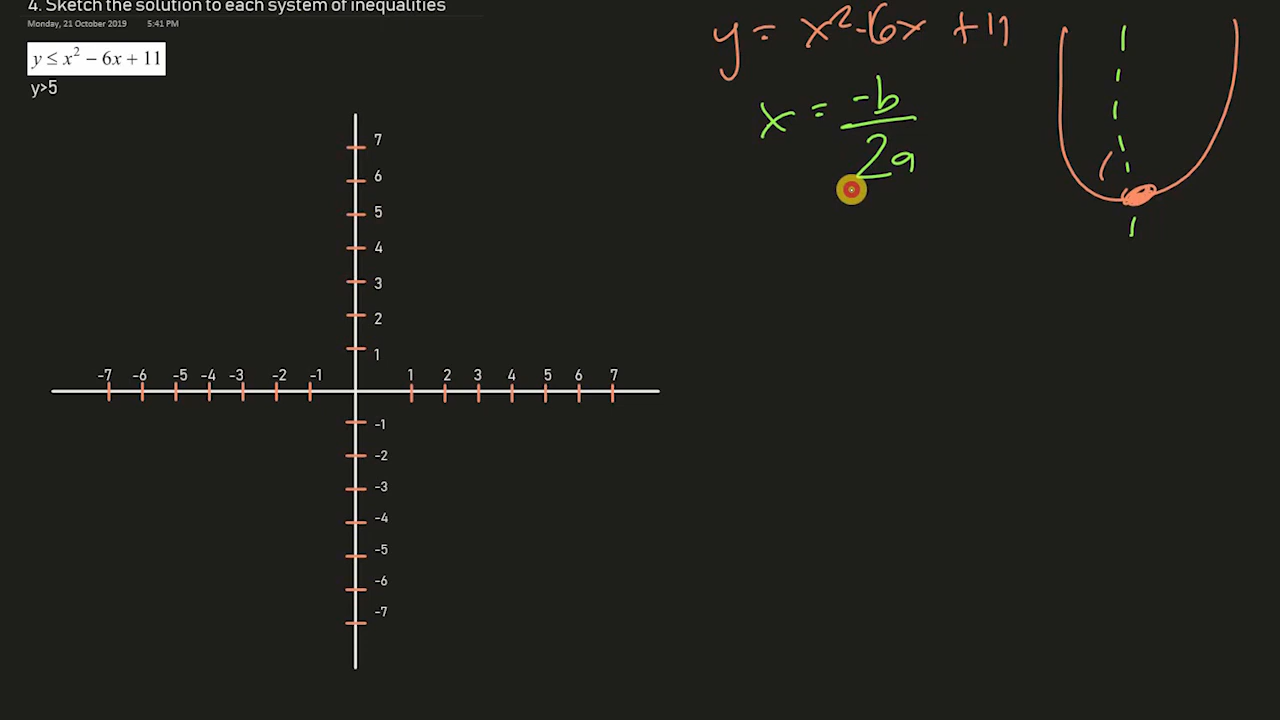 4. Sketch the solution to each system of inequalities
Monday, 21 October 2019 5:41 PM
y ≤ x² − 6x + 11
y>5
y = x² - 6x + 11
x = -b / 2a
7
6
5
4
3
2
1
-7 -6 -5 -4 -3 -2 -1 1 2 3 4 5 6 7
-1
-2
-3
-4
-5
-6
-7